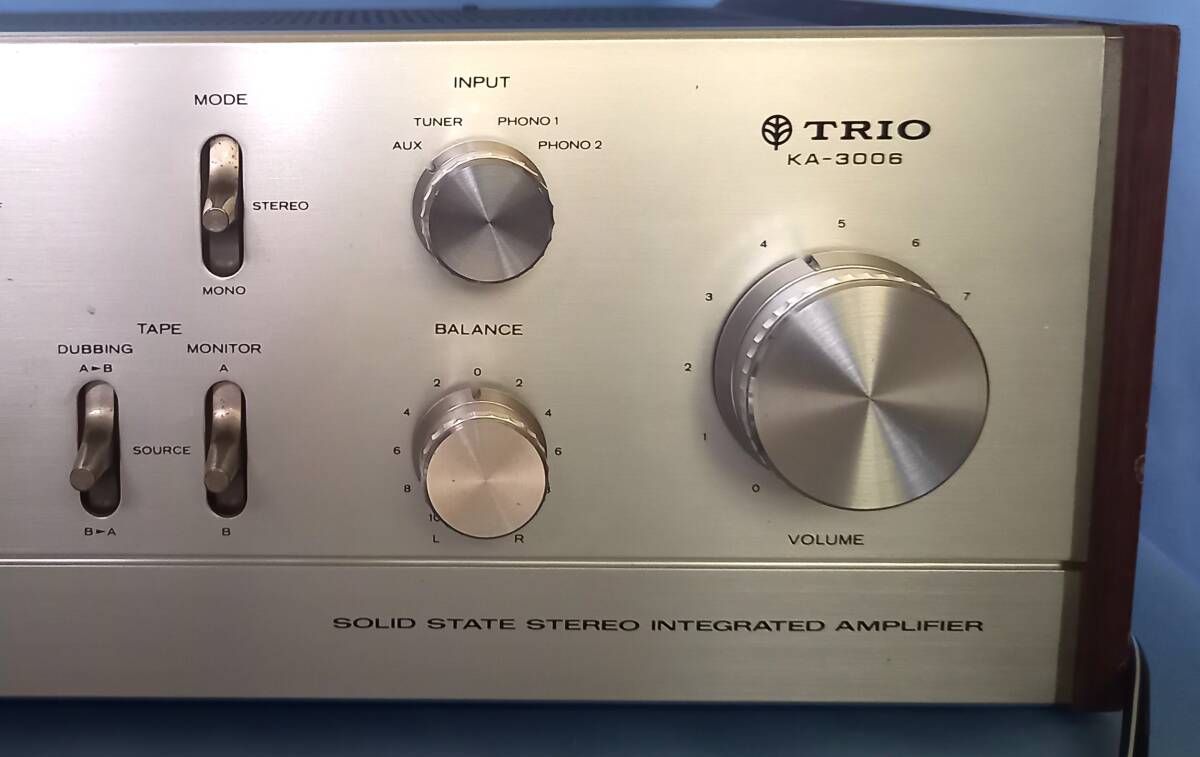 MODE
STEREO
MONO
INPUT
AUX
TUNER
PHONO 1
PHONO 2
TRIO
KA-3006
TAPE
DUBBING
A►B
SOURCE
B►A
MONITOR
A
B
BALANCE
8
6
4
2
0
2
4
6
10
L
R
0
1
2
3
4
5
6
7
VOLUME
SOLID STATE STEREO INTEGRATED AMPLIFIER